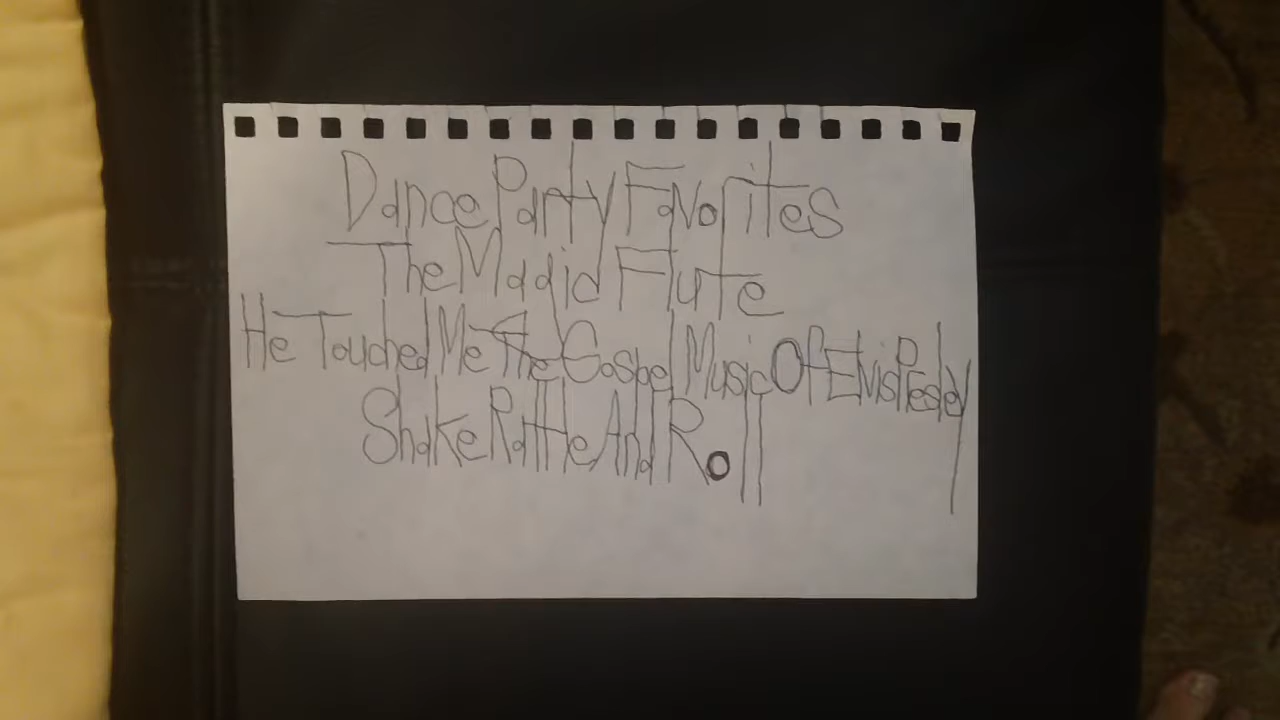 Dance Party Favorites
The Magic Flute
He Touched Me The Gospel Music Of Elvis Presley
Shake Rattle And Roll